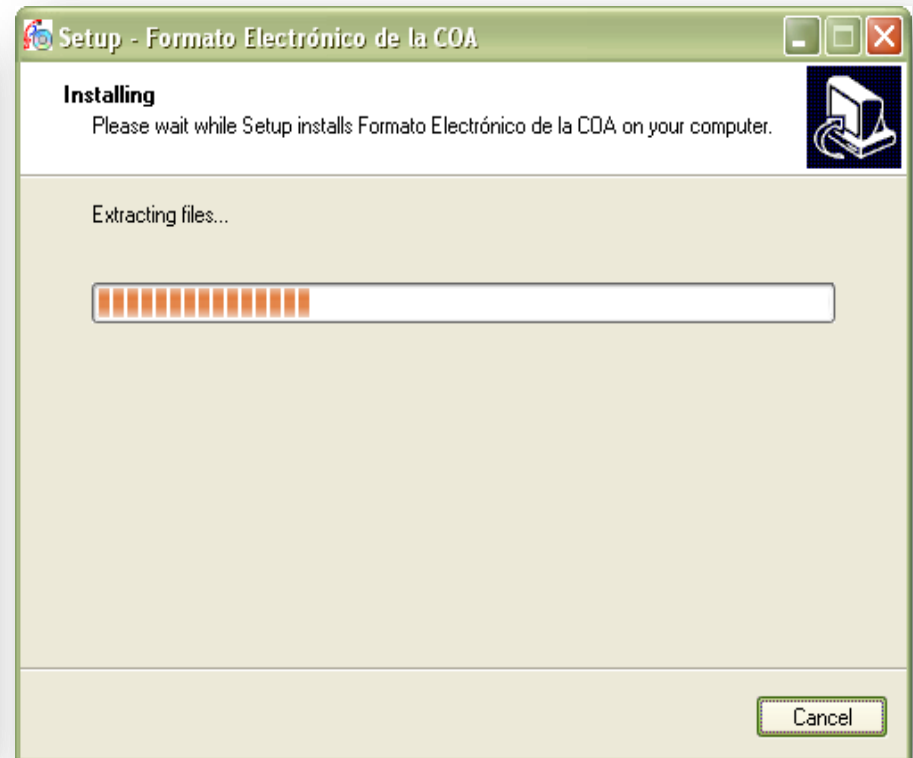 Setup - Formato Electrónico de la COA
Installing
Please wait while Setup installs Formato Electrónico de la COA on your computer.
Extracting files...
Cancel